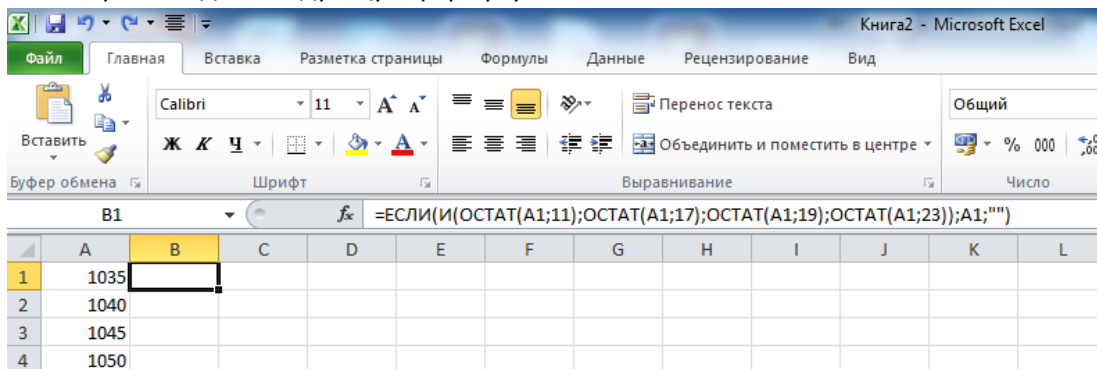 Книга2 - Microsoft Excel
Файл Главная Вставка Разметка страницы Формулы Данные Рецензирование Вид
Вставить
Calibri 11 A A Перенос текста Общий
Ж К Ч A Объединить и поместить в центре % 000
Буфер обмена Шрифт Выравнивание Число
B1 fx =ЕСЛИ(И(ОСТАТ(A1;11);ОСТАТ(A1;17);ОСТАТ(A1;19);ОСТАТ(A1;23));A1;"")
A B C D E F G H I J K L
1 1035
2 1040
3 1045
4 1050